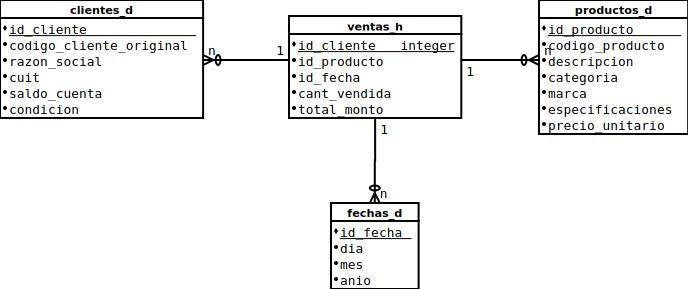 clientes_d
id_cliente
codigo_cliente_original
razon_social
cuit
saldo_cuenta
condicion
n
1
ventas_h
id_cliente integer
id_producto
id_fecha
cant_vendida
total_monto
1
n
productos_d
id_producto
codigo_producto
descripcion
categoria
marca
especificaciones
precio_unitario
1
n
fechas_d
id_fecha
dia
mes
anio